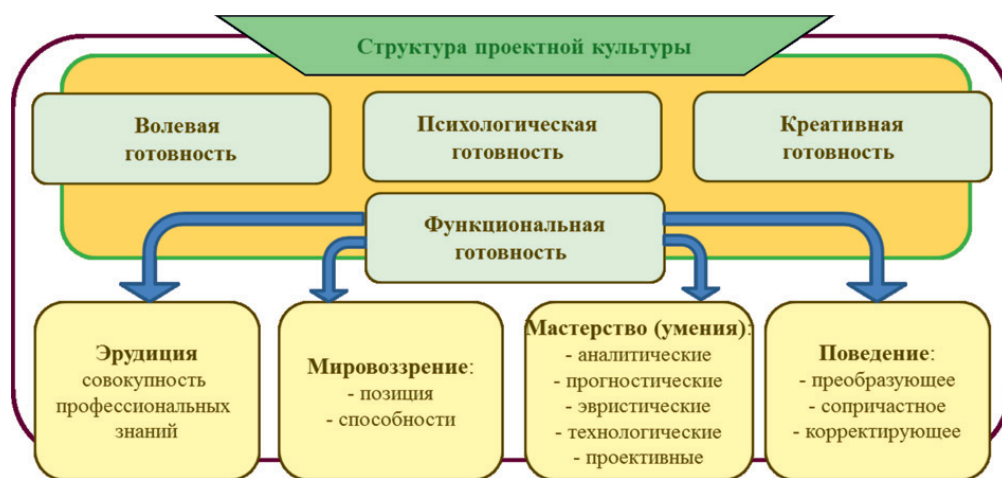 Структура проектной культуры
Волевая
готовность
Психологическая
готовность
Креативная
готовность
Функциональная
готовность
Эрудиция
совокупность
профессиональных
знаний
Мировоззрение:
- позиция
- способности
Мастерство (умения):
- аналитические
- прогностические
- эвристические
- технологические
- проективные
Поведение:
- преобразующее
- сопричастное
- корректирующее